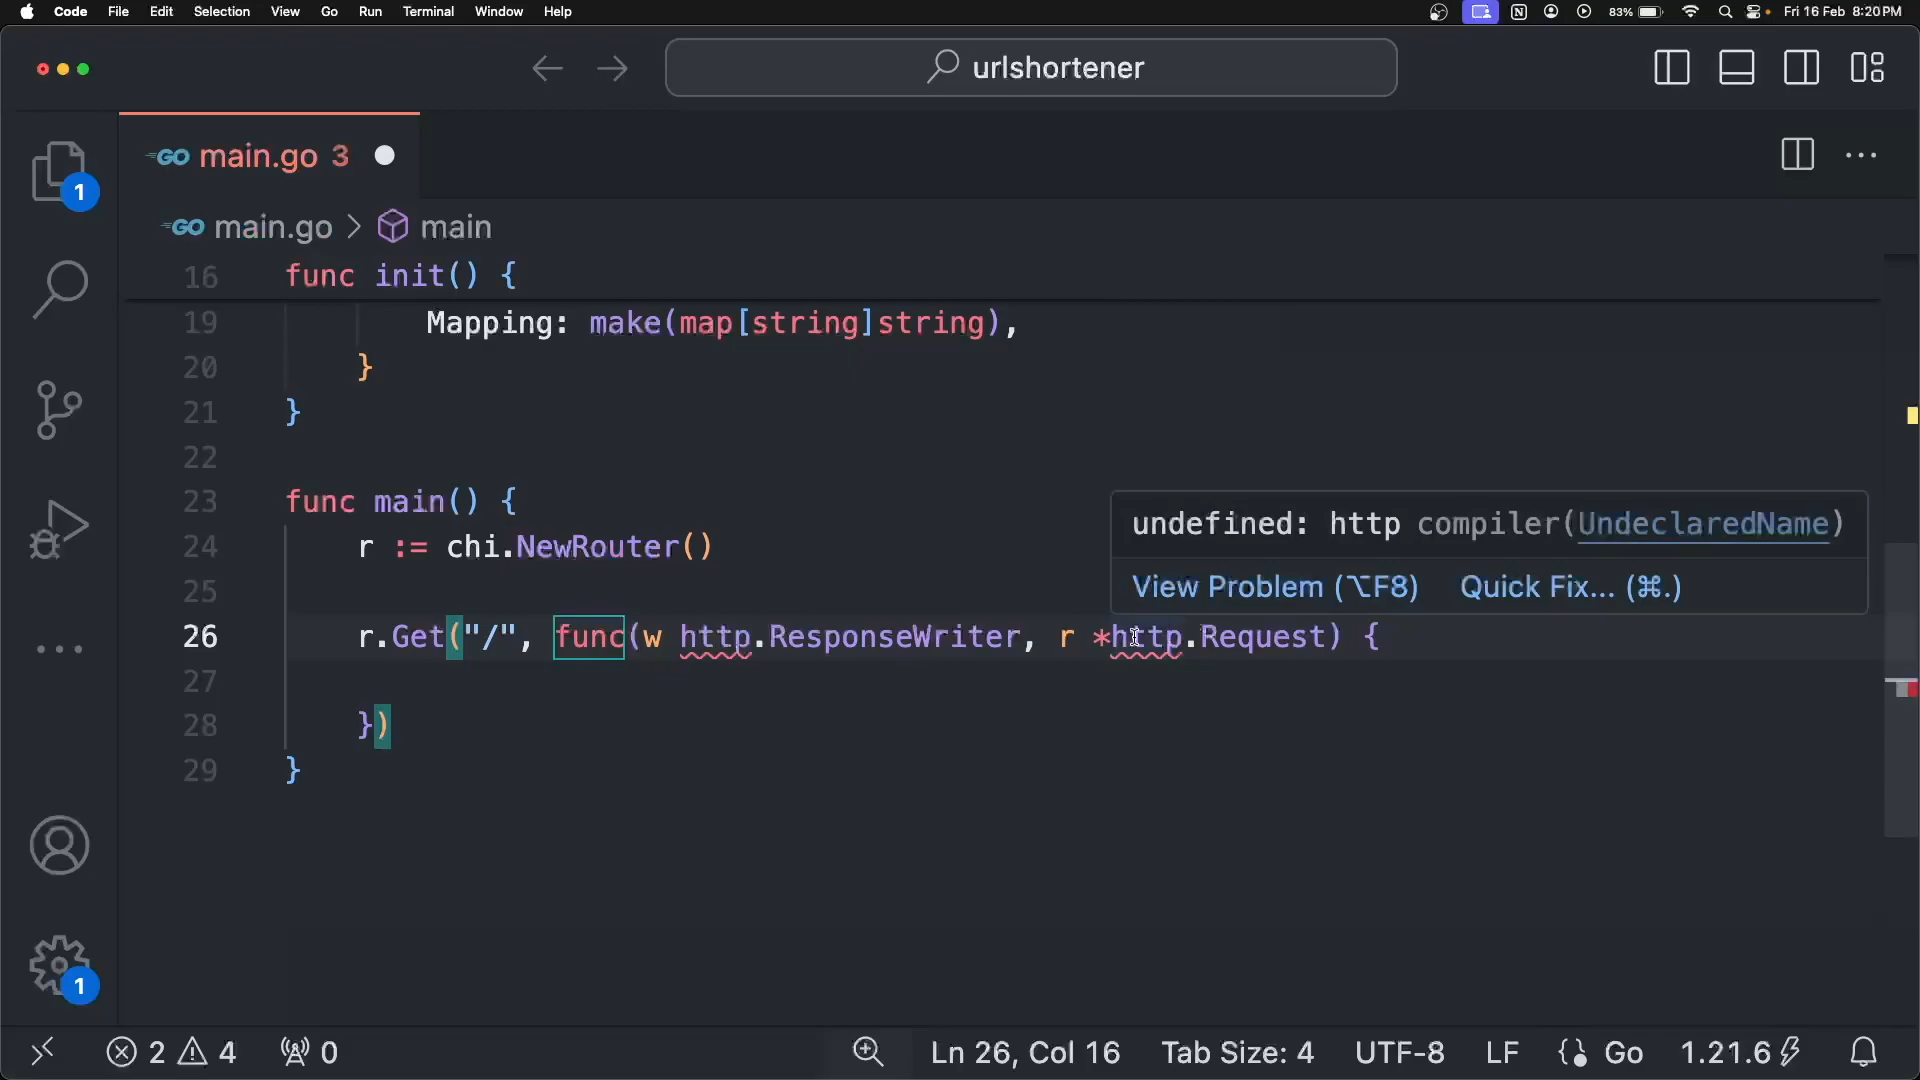 Code File Edit Selection View Go Run Terminal Window Help 83% Fri 16 Feb 8:20 PM
urlshortener
GO main.go 3
GO main.go > main
16 func init() {
19 Mapping: make(map[string]string),
20 }
21 }
22
23 func main() {
24 r := chi.NewRouter()
25
26 r.Get("/", func(w http.ResponseWriter, r *http.Request) {
27
28 })
29 }
undefined: http compiler(UndeclaredName)
View Problem (⌥F8) Quick Fix... (⌘.)
1
1
2 4 0 Ln 26, Col 16 Tab Size: 4 UTF-8 LF Go 1.21.6